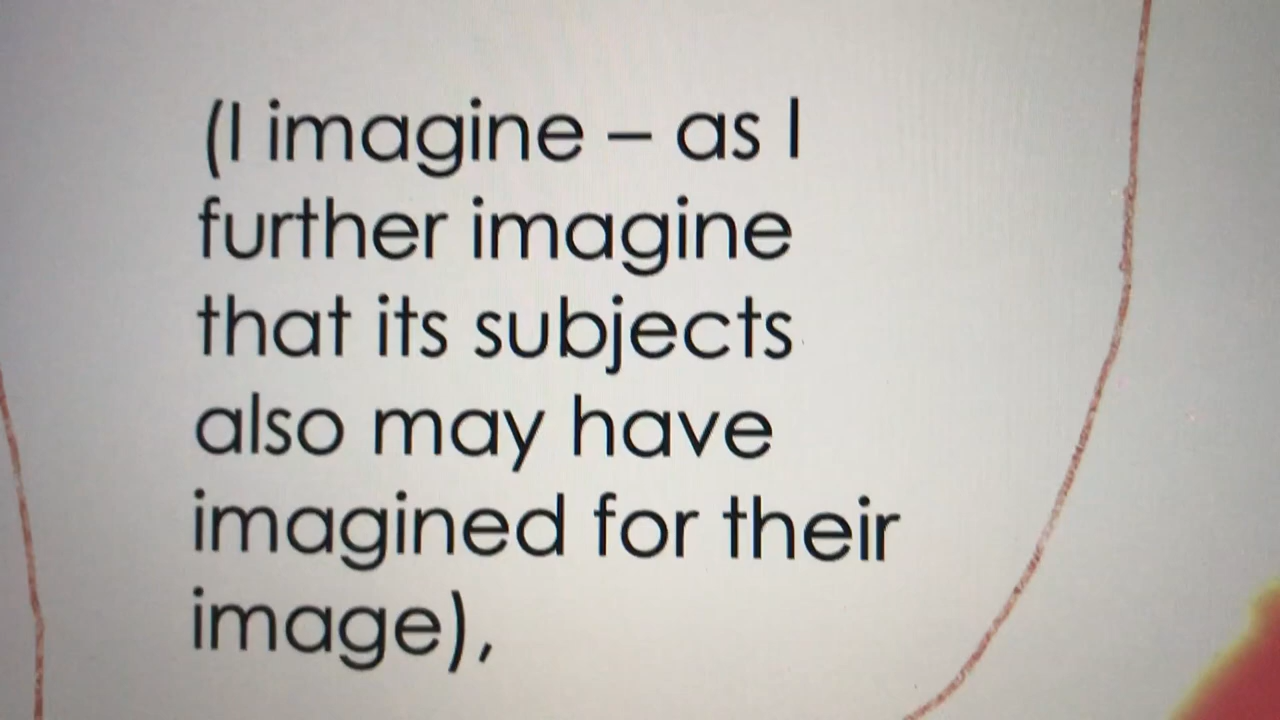 (I imagine – as I
further imagine
that its subjects
also may have
imagined for their
image),